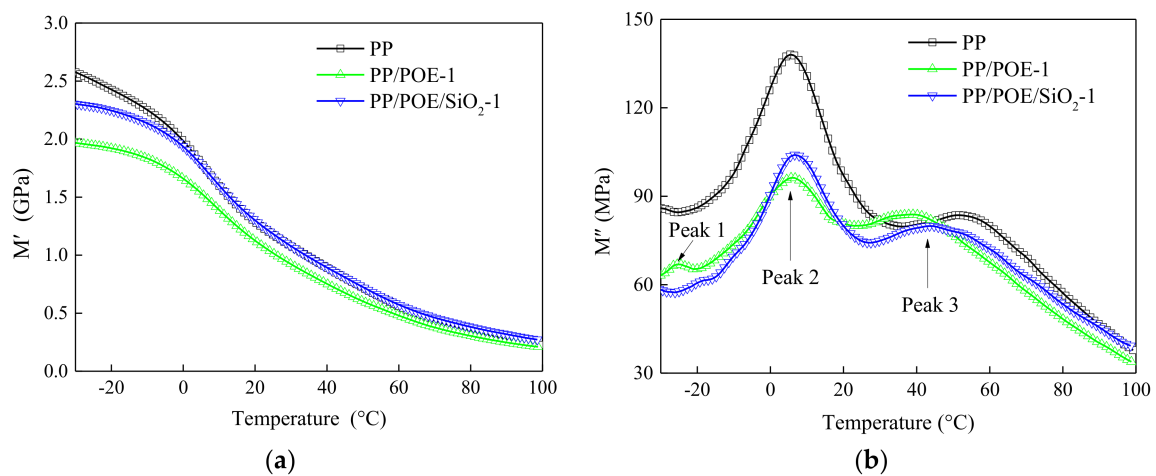 3.0
2.5
2.0
1.5
1.0
0.5
0.0
M′ (GPa)
PP
PP/POE-1
PP/POE/SiO₂-1
-20 0 20 40 60 80 100
Temperature (°C)
(a)
150
120
90
60
30
M″ (MPa)
PP
PP/POE-1
PP/POE/SiO₂-1
Peak 1
Peak 2
Peak 3
-20 0 20 40 60 80 100
Temperature (°C)
(b)